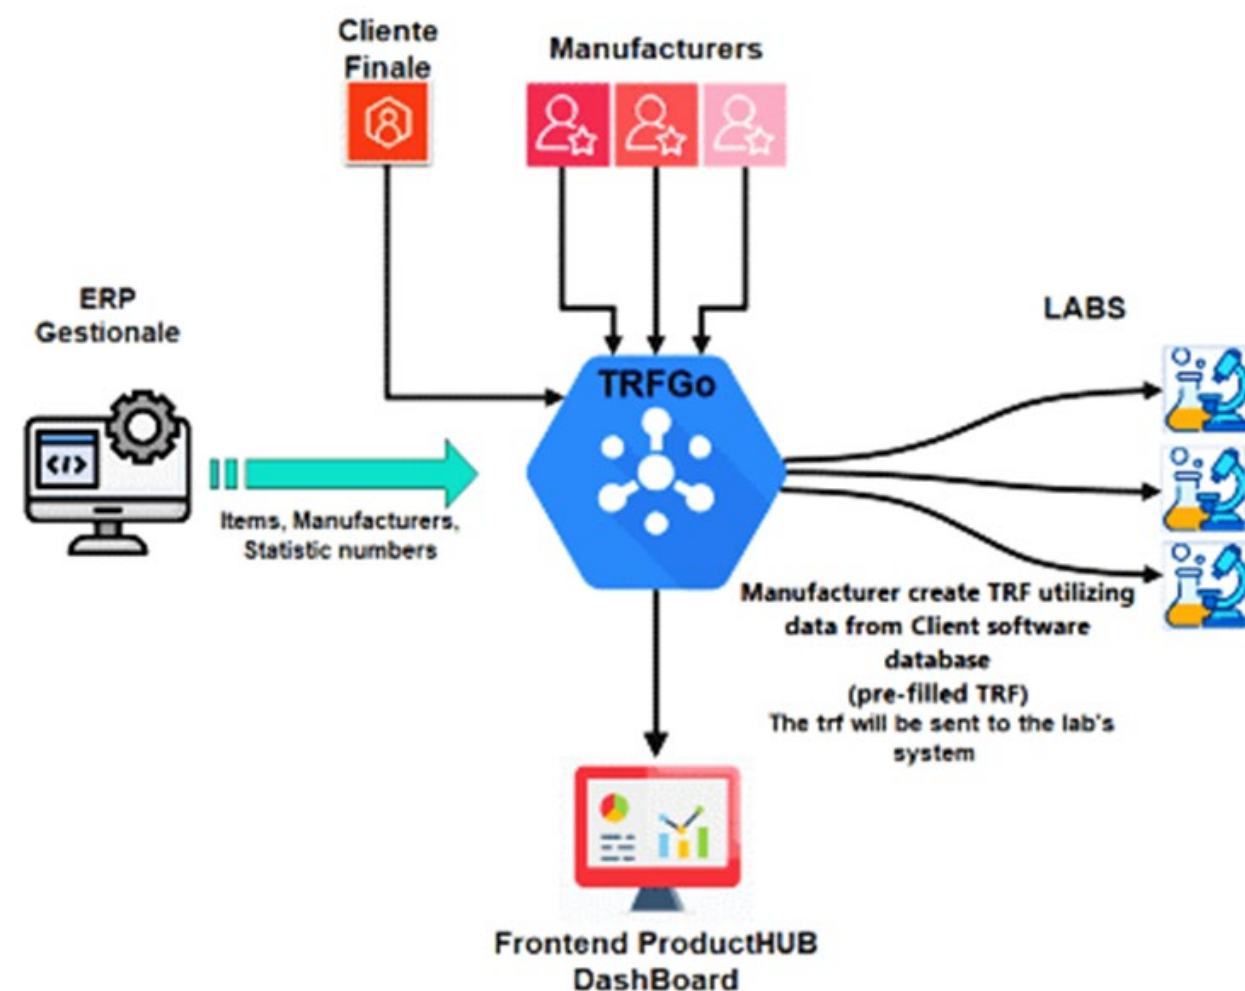 Cliente
Finale
Manufacturers
ERP
Gestionale
LABS
TRFGo
</>
Items, Manufacturers,
Statistic numbers
Manufacturer create TRF utilizing
data from Client software
database
(pre-filled TRF)
The trf will be sent to the lab's
system
Frontend ProductHUB
DashBoard